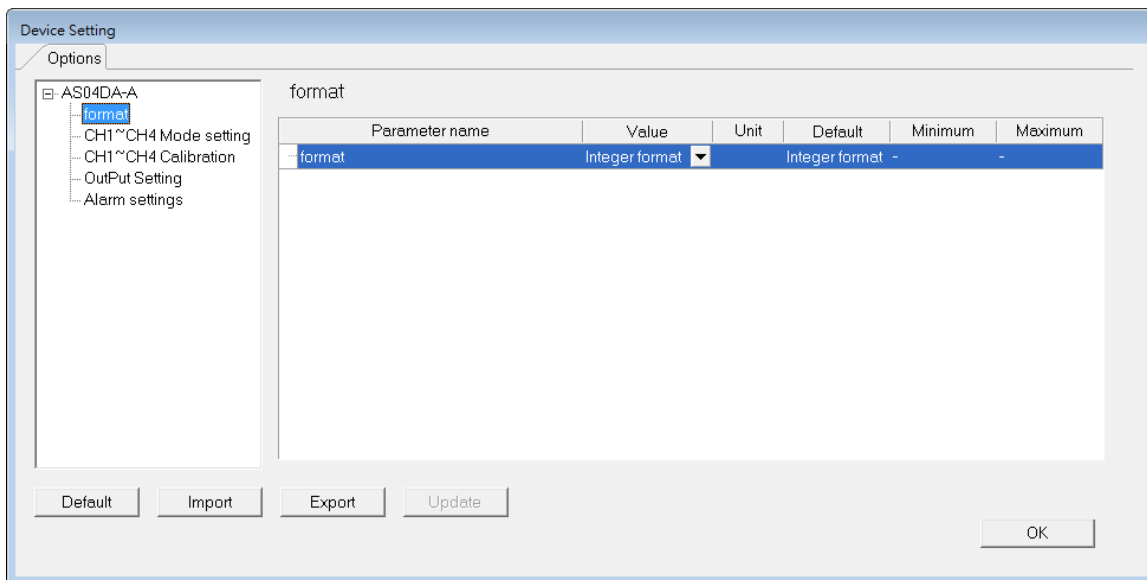 Device Setting
Options
AS04DA-A
format
CH1~CH4 Mode setting
CH1~CH4 Calibration
OutPut Setting
Alarm settings
format
Parameter name Value Unit Default Minimum Maximum
format Integer format Integer format - -
Default Import Export Update
OK